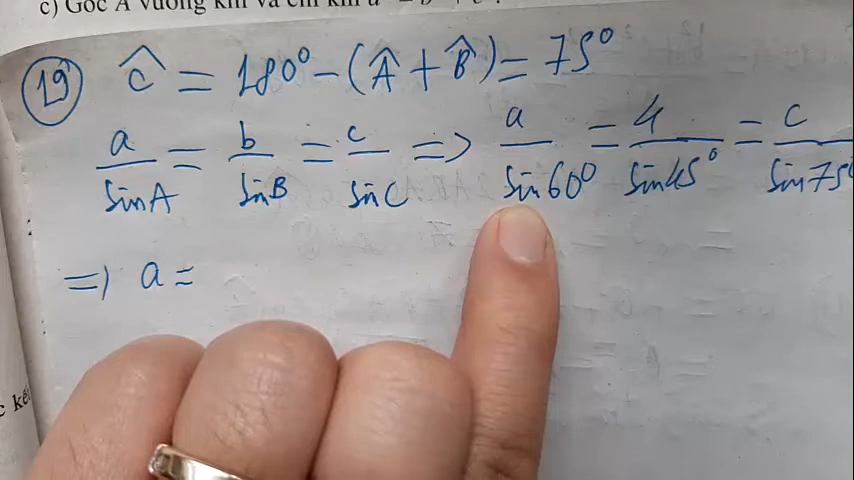 c) Góc A vuông khi và chỉ khi a
19 Ĉ = 180° - (Â + B̂) = 75°
a/sinA = b/sinB = c/sinC => a/sin60° = 4/sin45° = c/sin75°
=> a =